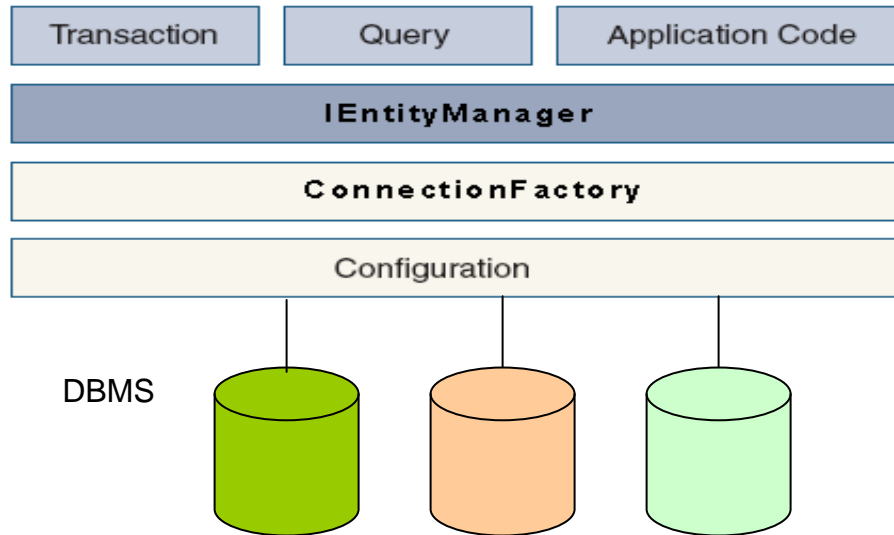 Transaction
Query
Application Code
IEntityManager
ConnectionFactory
Configuration
DBMS